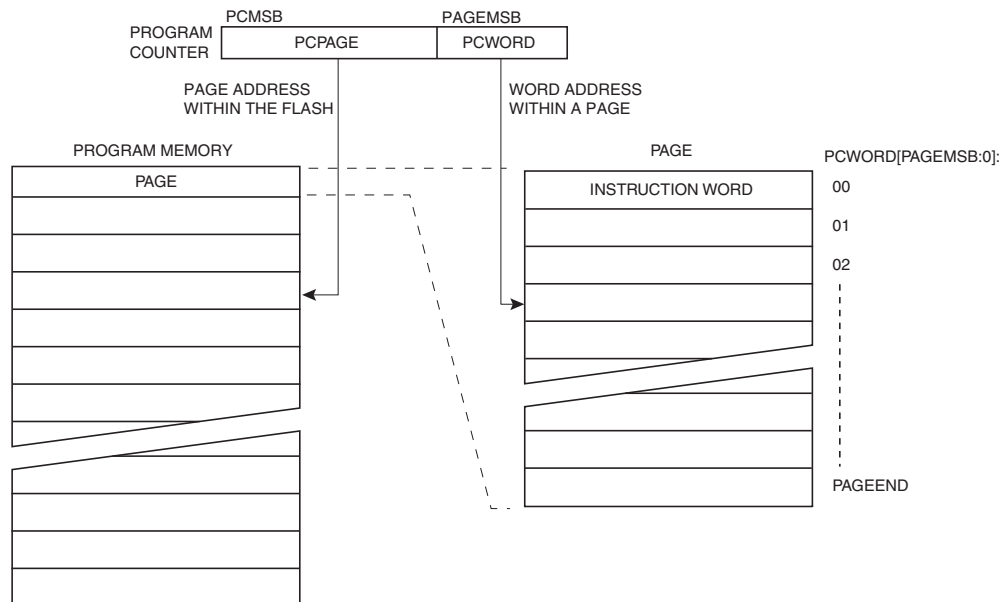 PCMSB
PAGEMSB
PROGRAM
COUNTER
PCPAGE
PCWORD
PAGE ADDRESS
WITHIN THE FLASH
WORD ADDRESS
WITHIN A PAGE
PROGRAM MEMORY
PAGE
PAGE
PCWORD[PAGEMSB:0]:
INSTRUCTION WORD
00
01
02
PAGEEND